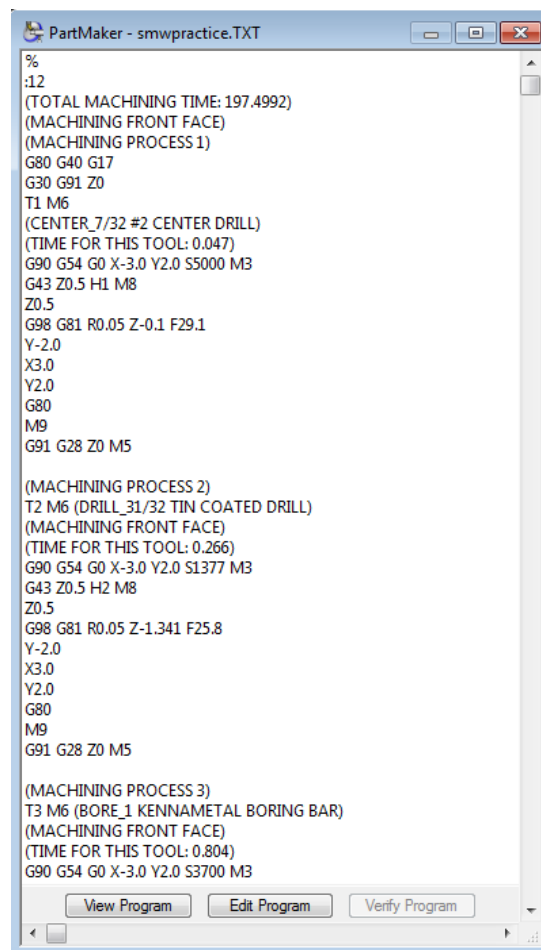 PartMaker - smwpractice.TXT
%
:12
(TOTAL MACHINING TIME: 197.4992)
(MACHINING FRONT FACE)
(MACHINING PROCESS 1)
G80 G40 G17
G30 G91 Z0
T1 M6
(CENTER_7/32 #2 CENTER DRILL)
(TIME FOR THIS TOOL: 0.047)
G90 G54 G0 X-3.0 Y2.0 S5000 M3
G43 Z0.5 H1 M8
Z0.5
G98 G81 R0.05 Z-0.1 F29.1
Y-2.0
X3.0
Y2.0
G80
M9
G91 G28 Z0 M5
(MACHINING PROCESS 2)
T2 M6 (DRILL_31/32 TIN COATED DRILL)
(MACHINING FRONT FACE)
(TIME FOR THIS TOOL: 0.266)
G90 G54 G0 X-3.0 Y2.0 S1377 M3
G43 Z0.5 H2 M8
Z0.5
G98 G81 R0.05 Z-1.341 F25.8
Y-2.0
X3.0
Y2.0
G80
M9
G91 G28 Z0 M5
(MACHINING PROCESS 3)
T3 M6 (BORE_1 KENNAMETAL BORING BAR)
(MACHINING FRONT FACE)
(TIME FOR THIS TOOL: 0.804)
G90 G54 G0 X-3.0 Y2.0 S3700 M3
View Program Edit Program Verify Program